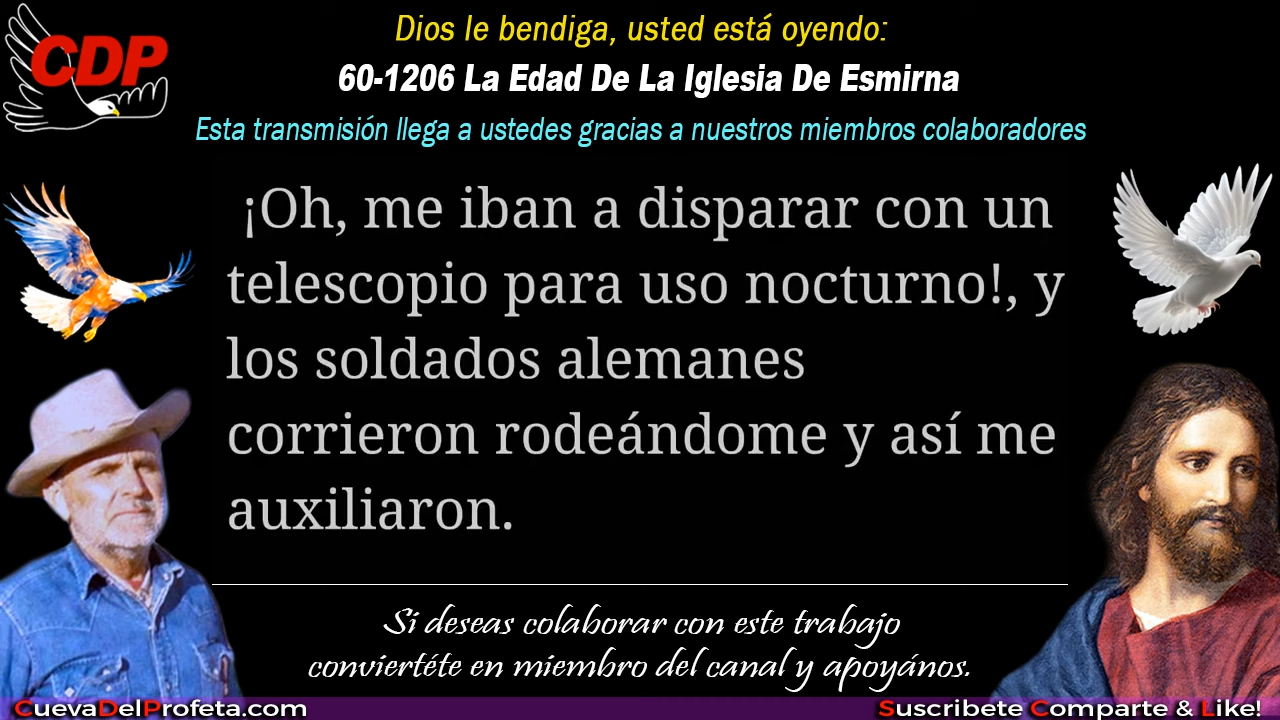 CDP
Dios le bendiga, usted está oyendo:
60-1206 La Edad De La Iglesia De Esmirna
Esta transmisión llega a ustedes gracias a nuestros miembros colaboradores
¡Oh, me iban a disparar con un
telescopio para uso nocturno!, y
los soldados alemanes
corrieron rodeándome y así me
auxiliaron.
Si deseas colaborar con este trabajo
conviertéte en miembro del canal y apoyános.
CuevaDelProfeta.com
Suscribete Comparte & Like!